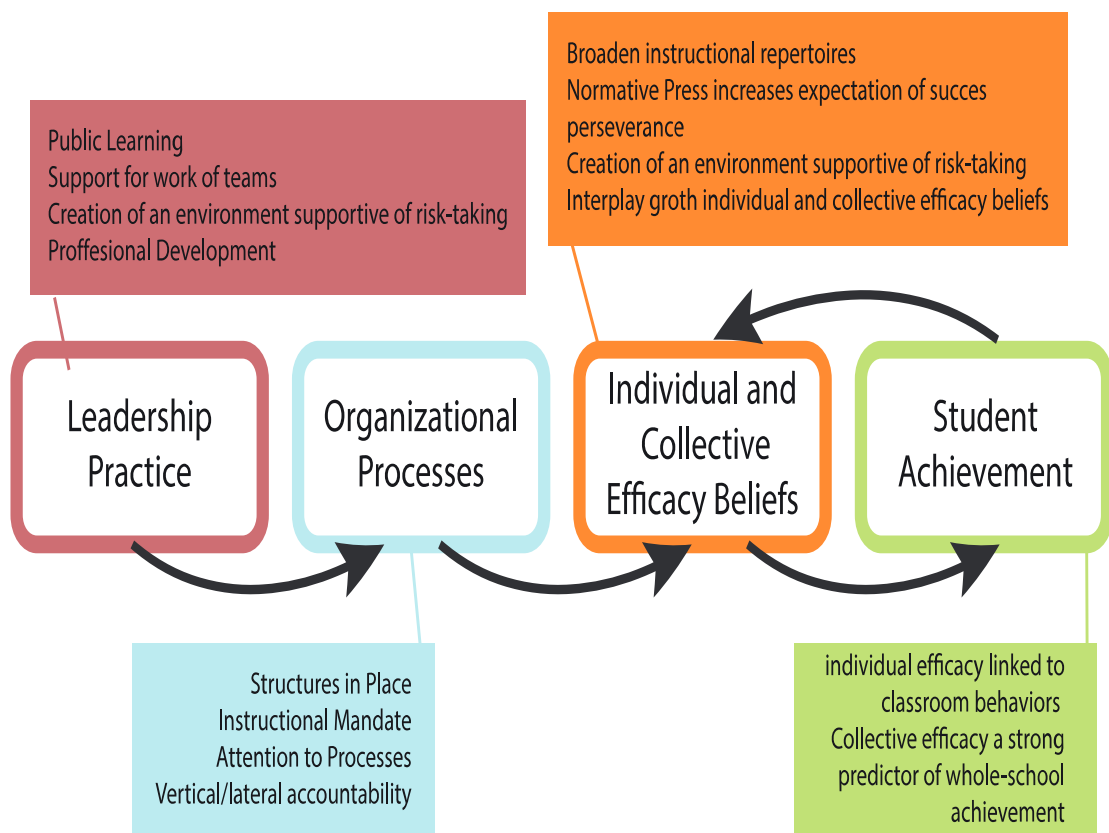 Public Learning
Support for work of teams
Creation of an environment supportive of risk-taking
Proffesional Development
Broaden instructional repertoires
Normative Press increases expectation of succes
perseverance
Creation of an environment supportive of risk-taking
Interplay groth individual and collective efficacy beliefs
Leadership
Practice
Organizational
Processes
Individual and
Collective
Efficacy Beliefs
Student
Achievement
Structures in Place
Instructional Mandate
Attention to Processes
Vertical/lateral accountability
individual efficacy linked to
classroom behaviors
Collective efficacy a strong
predictor of whole-school
achievement